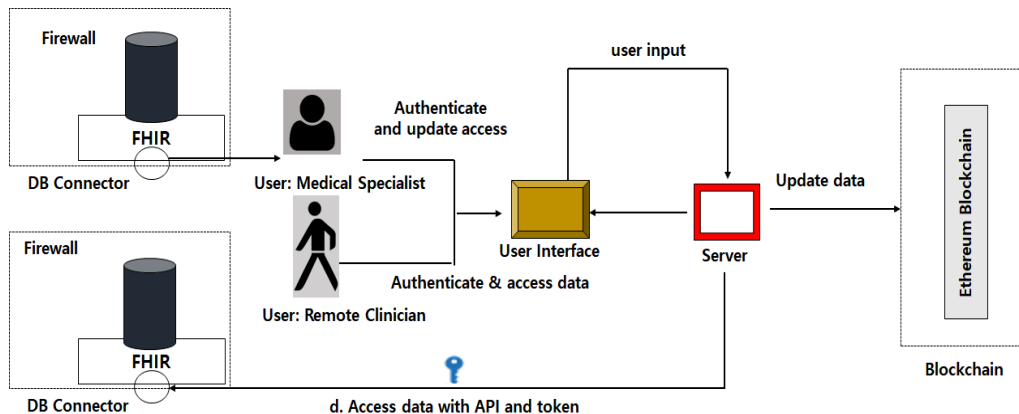 Firewall
FHIR
DB Connector
User: Medical Specialist
Authenticate
and update access
user input
User Interface
Server
Update data
Ethereum Blockchain
Blockchain
Firewall
FHIR
DB Connector
User: Remote Clinician
Authenticate & access data
d. Access data with API and token